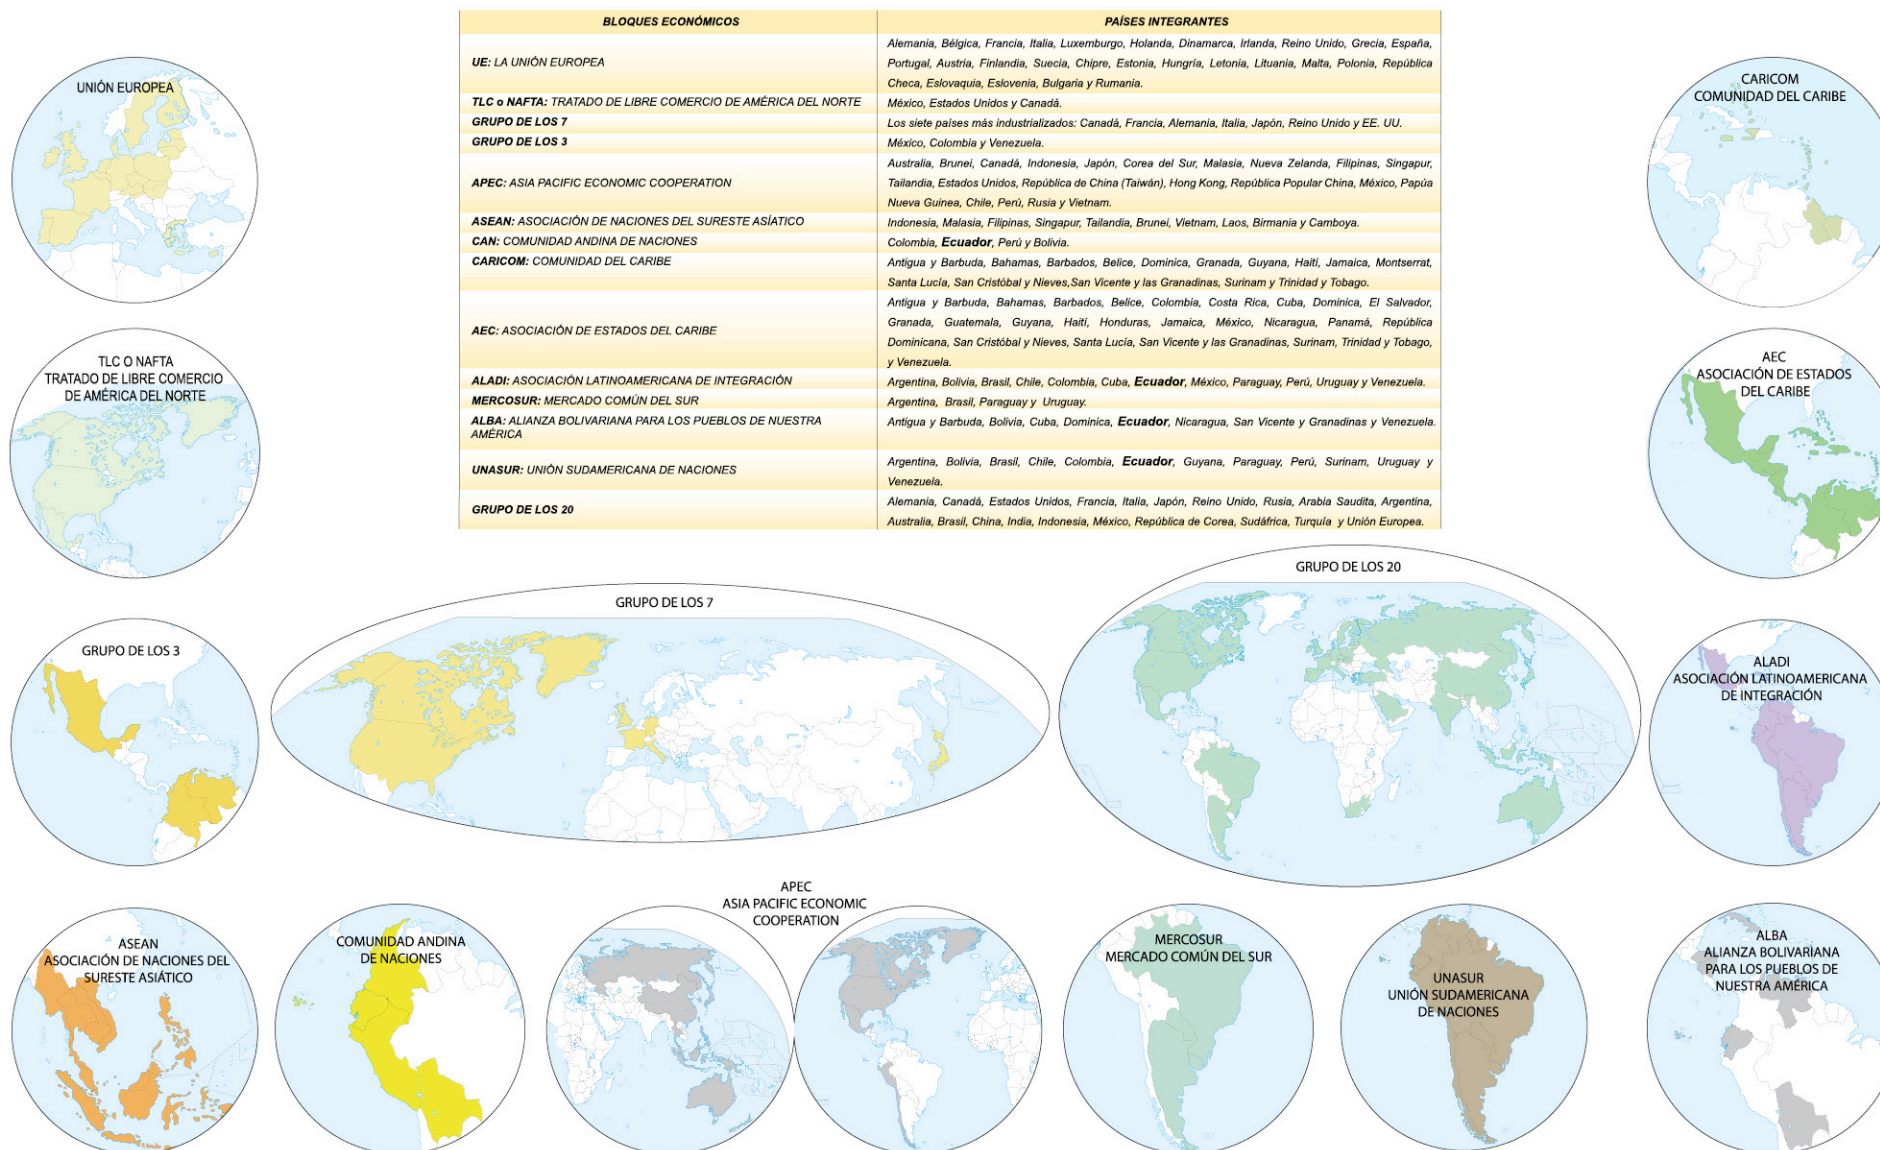 BLOQUES ECONÓMICOS
PAÍSES INTEGRANTES
UE: LA UNIÓN EUROPEA
Alemania, Bélgica, Francia, Italia, Luxemburgo, Holanda, Dinamarca, Irlanda, Reino Unido, Grecia, España,
Portugal, Austria, Finlandia, Suecia, Chipre, Estonia, Hungría, Letonia, Lituania, Malta, Polonia, República
Checa, Eslovaquia, Eslovenia, Bulgaria y Rumania.
TLC o NAFTA: TRATADO DE LIBRE COMERCIO DE AMÉRICA DEL NORTE
México, Estados Unidos y Canadá.
GRUPO DE LOS 7
Los siete países más industrializados: Canadá, Francia, Alemania, Italia, Japón, Reino Unido y EE. UU.
GRUPO DE LOS 3
México, Colombia y Venezuela.
APEC: ASIA PACIFIC ECONOMIC COOPERATION
Australia, Brunei, Canadá, Indonesia, Japón, Corea del Sur, Malasia, Nueva Zelanda, Filipinas, Singapur,
Tailandia, Estados Unidos, República de China (Taiwán), Hong Kong, República Popular China, México, Papúa
Nueva Guinea, Chile, Perú, Rusia y Vietnam.
ASEAN: ASOCIACIÓN DE NACIONES DEL SURESTE ASIÁTICO
Indonesia, Malasia, Filipinas, Singapur, Tailandia, Brunei, Vietnam, Laos, Birmania y Camboya.
CAN: COMUNIDAD ANDINA DE NACIONES
Colombia, Ecuador, Perú y Bolivia.
CARICOM: COMUNIDAD DEL CARIBE
Antigua y Barbuda, Bahamas, Barbados, Belice, Dominica, Granada, Guyana, Haití, Jamaica, Montserrat,
Santa Lucía, San Cristóbal y Nieves,San Vicente y las Granadinas, Surinam y Trinidad y Tobago.
AEC: ASOCIACIÓN DE ESTADOS DEL CARIBE
Antigua y Barbuda, Bahamas, Barbados, Belice, Colombia, Costa Rica, Cuba, Dominica, El Salvador,
Granada, Guatemala, Guyana, Haití, Honduras, Jamaica, México, Nicaragua, Panamá, República
Dominicana, San Cristóbal y Nieves, Santa Lucía, San Vicente y las Granadinas, Surinam, Trinidad y Tobago,
y Venezuela.
ALADI: ASOCIACIÓN LATINOAMERICANA DE INTEGRACIÓN
Argentina, Bolivia, Brasil, Chile, Colombia, Cuba, Ecuador, México, Paraguay, Perú, Uruguay y Venezuela.
MERCOSUR: MERCADO COMÚN DEL SUR
Argentina, Brasil, Paraguay y Uruguay.
ALBA: ALIANZA BOLIVARIANA PARA LOS PUEBLOS DE NUESTRA
AMÉRICA
Antigua y Barbuda, Bolivia, Cuba, Dominica, Ecuador, Nicaragua, San Vicente y Granadinas y Venezuela.
UNASUR: UNIÓN SUDAMERICANA DE NACIONES
Argentina, Bolivia, Brasil, Chile, Colombia, Ecuador, Guyana, Paraguay, Perú, Surinam, Uruguay y
Venezuela.
GRUPO DE LOS 20
Alemania, Canadá, Estados Unidos, Francia, Italia, Japón, Reino Unido, Rusia, Arabia Saudita, Argentina,
Australia, Brasil, China, India, Indonesia, México, República de Corea, Sudáfrica, Turquía y Unión Europea.
UNIÓN EUROPEA
CARICOM
COMUNIDAD DEL CARIBE
TLC O NAFTA
TRATADO DE LIBRE COMERCIO
DE AMÉRICA DEL NORTE
AEC
ASOCIACIÓN DE ESTADOS
DEL CARIBE
GRUPO DE LOS 3
GRUPO DE LOS 7
GRUPO DE LOS 20
ALADI
ASOCIACIÓN LATINOAMERICANA
DE INTEGRACIÓN
ASEAN
ASOCIACIÓN DE NACIONES DEL
SURESTE ASIÁTICO
COMUNIDAD ANDINA
DE NACIONES
APEC
ASIA PACIFIC ECONOMIC
COOPERATION
MERCOSUR
MERCADO COMÚN DEL SUR
UNASUR
UNIÓN SUDAMERICANA
DE NACIONES
ALBA
ALIANZA BOLIVARIANA
PARA LOS PUEBLOS DE
NUESTRA AMÉRICA